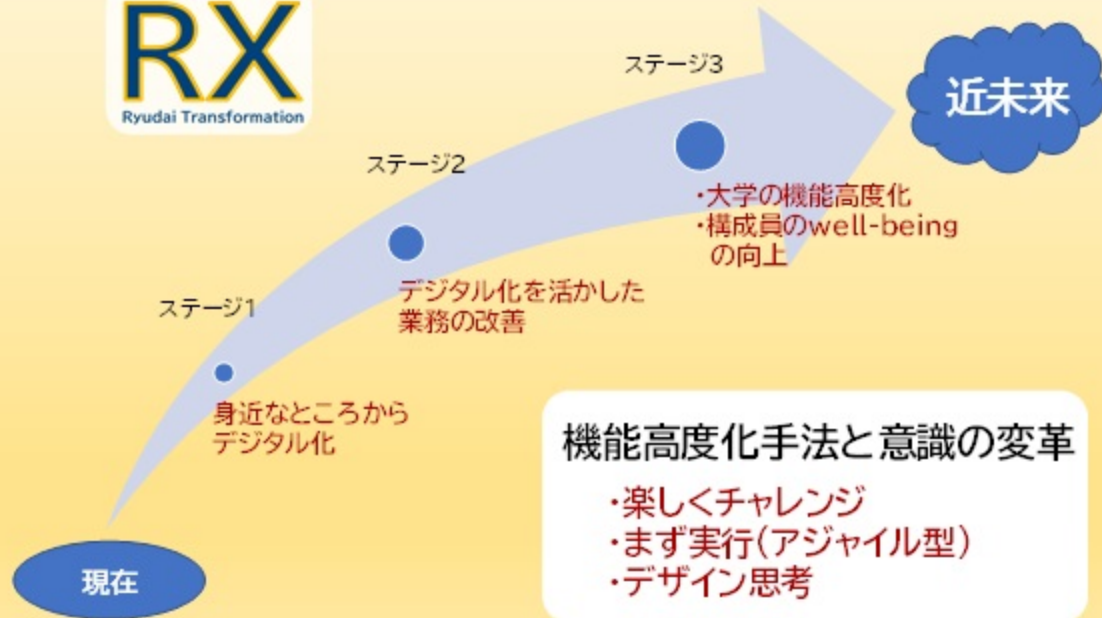 RX
Ryudai Transformation
ステージ3
近未来
ステージ2
・大学の機能高度化
・構成員のwell-being
の向上
デジタル化を活かした
業務の改善
ステージ1
身近なところから
デジタル化
機能高度化手法と意識の変革
・楽しくチャレンジ
・まず実行(アジャイル型)
・デザイン思考
現在